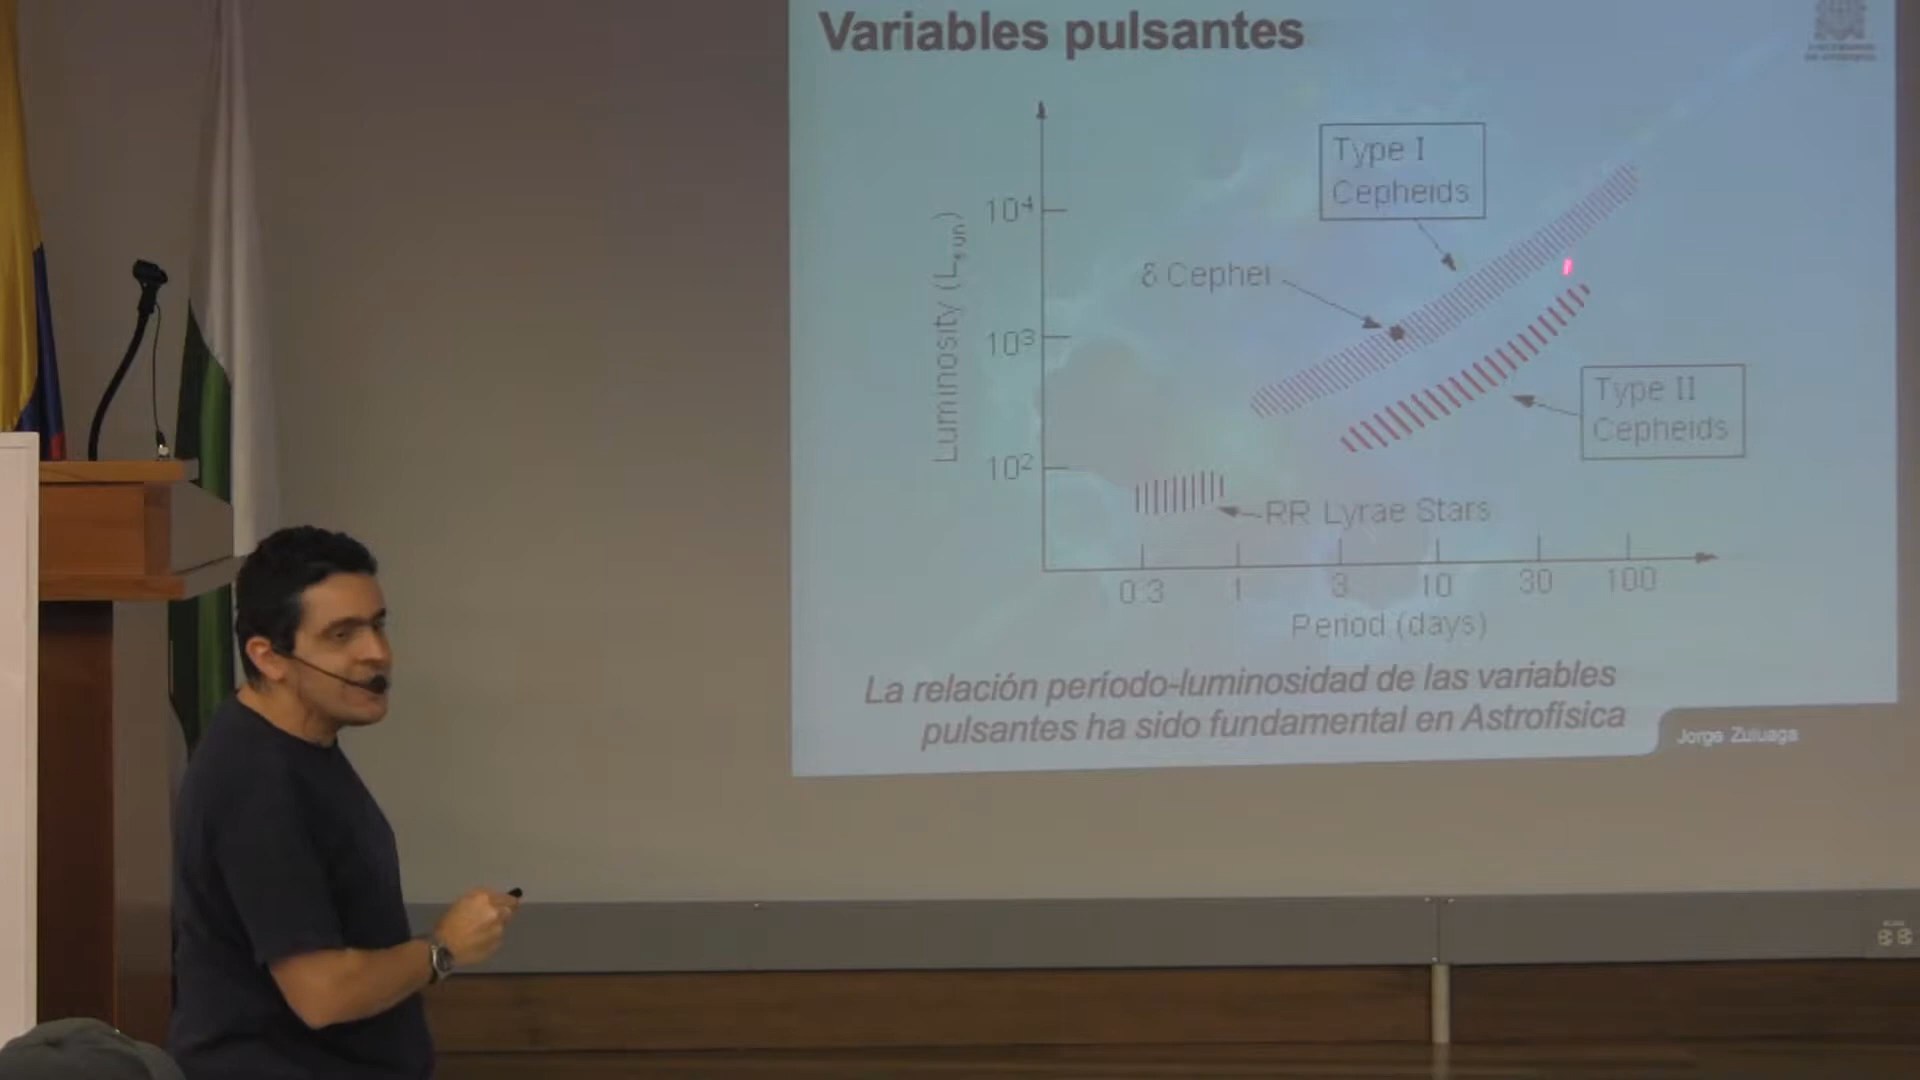 Variables pulsantes
Type I
Cepheids
10⁴
δ Cephei
Luminosity (Lsun)
10³
Type II
Cepheids
10²
RR Lyrae Stars
0.3 1 3 10 30 100
Period (days)
La relación período-luminosidad de las variables
pulsantes ha sido fundamental en Astrofísica
Jorge Zuluaga